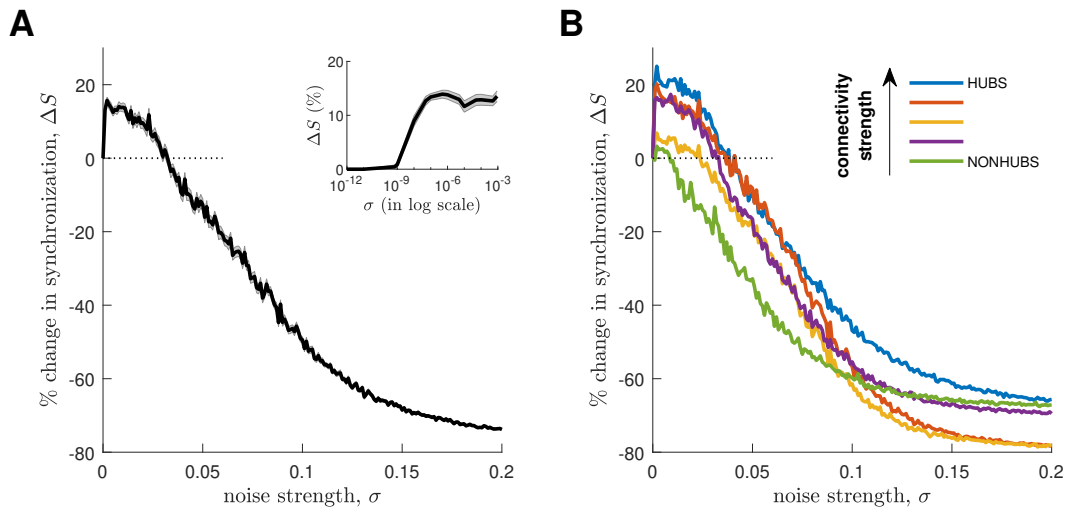 A
% change in synchronization, ΔS
20
0
-20
-40
-60
-80
0
0.05
0.1
0.15
0.2
noise strength, σ
ΔS (%)
20
10
0
10⁻¹²
10⁻⁹
10⁻⁶
10⁻³
σ (in log scale)
B
% change in synchronization, ΔS
20
0
-20
-40
-60
-80
0
0.05
0.1
0.15
0.2
noise strength, σ
connectivity
strength
HUBS
NONHUBS